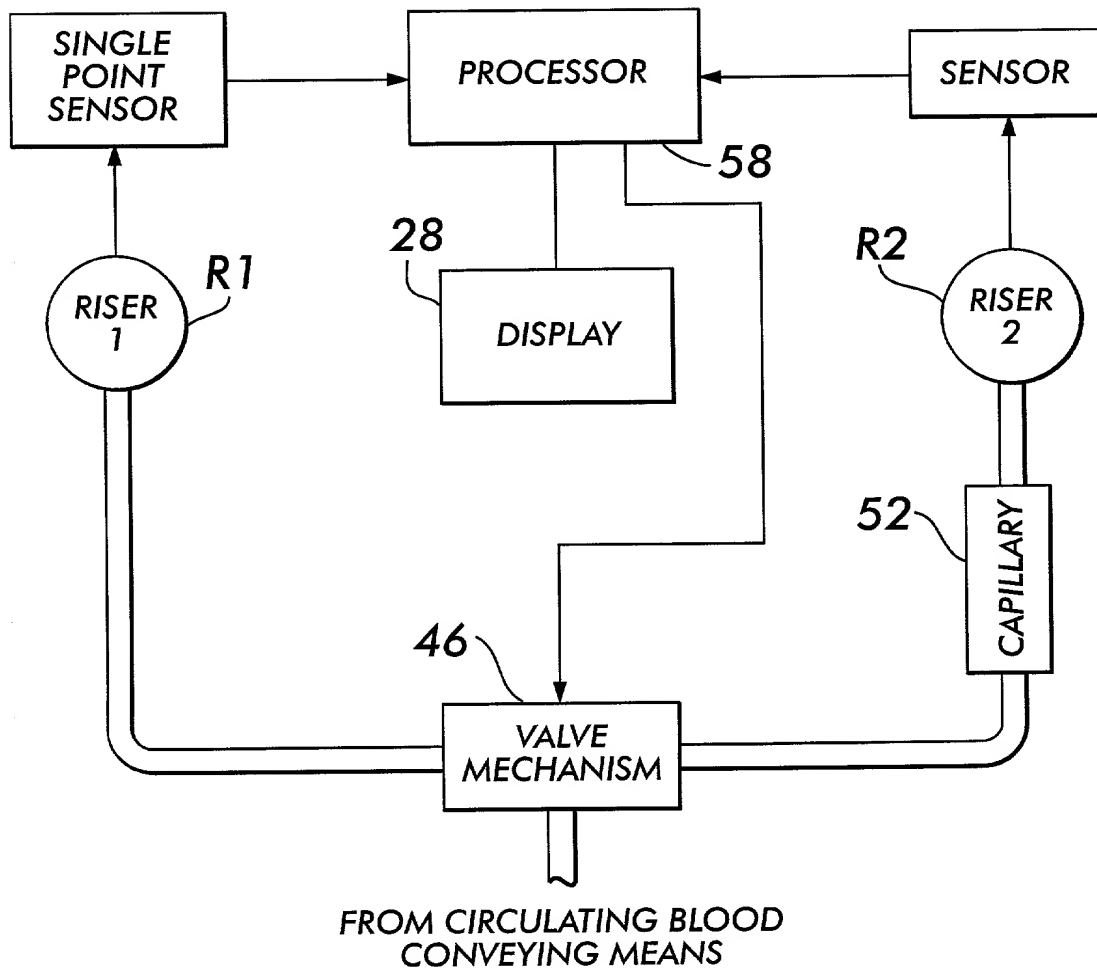 SINGLE
POINT
SENSOR
PROCESSOR
SENSOR
58
28
R1
R2
RISER
1
DISPLAY
RISER
2
52
CAPILLARY
46
VALVE
MECHANISM
FROM CIRCULATING BLOOD
CONVEYING MEANS